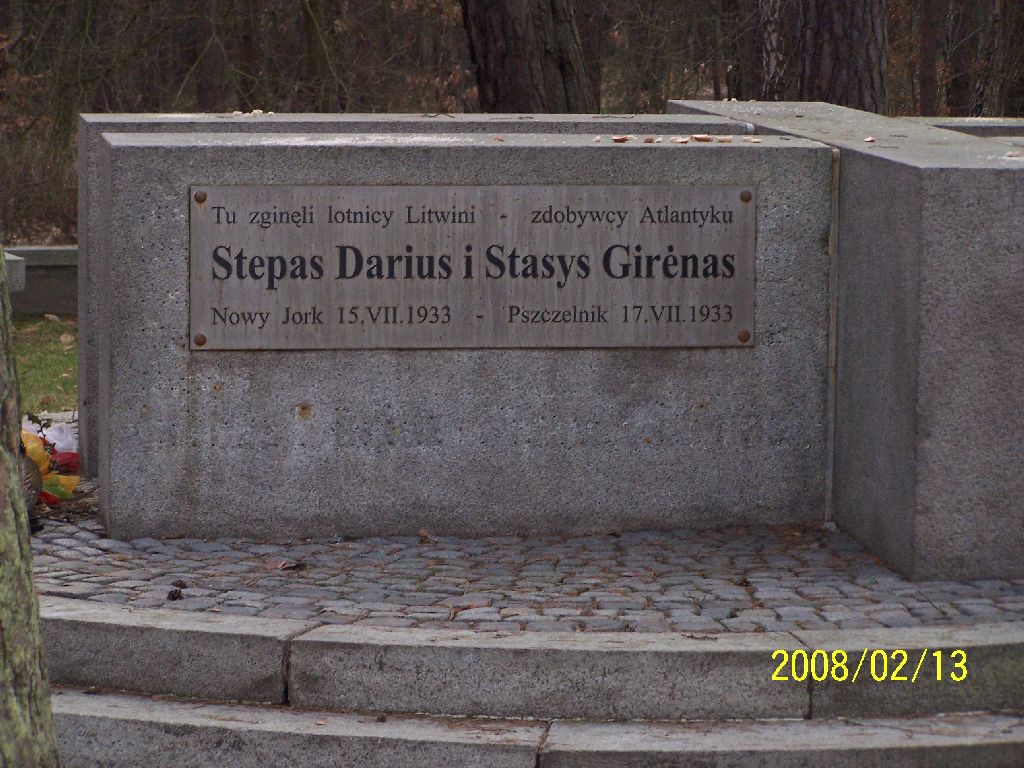 Tu zginęli lotnicy Litwini - zdobywcy Atlantyku
Stepas Darius i Stasys Girėnas
Nowy Jork 15.VII.1933 - Pszczelnik 17.VII.1933
2008/02/13